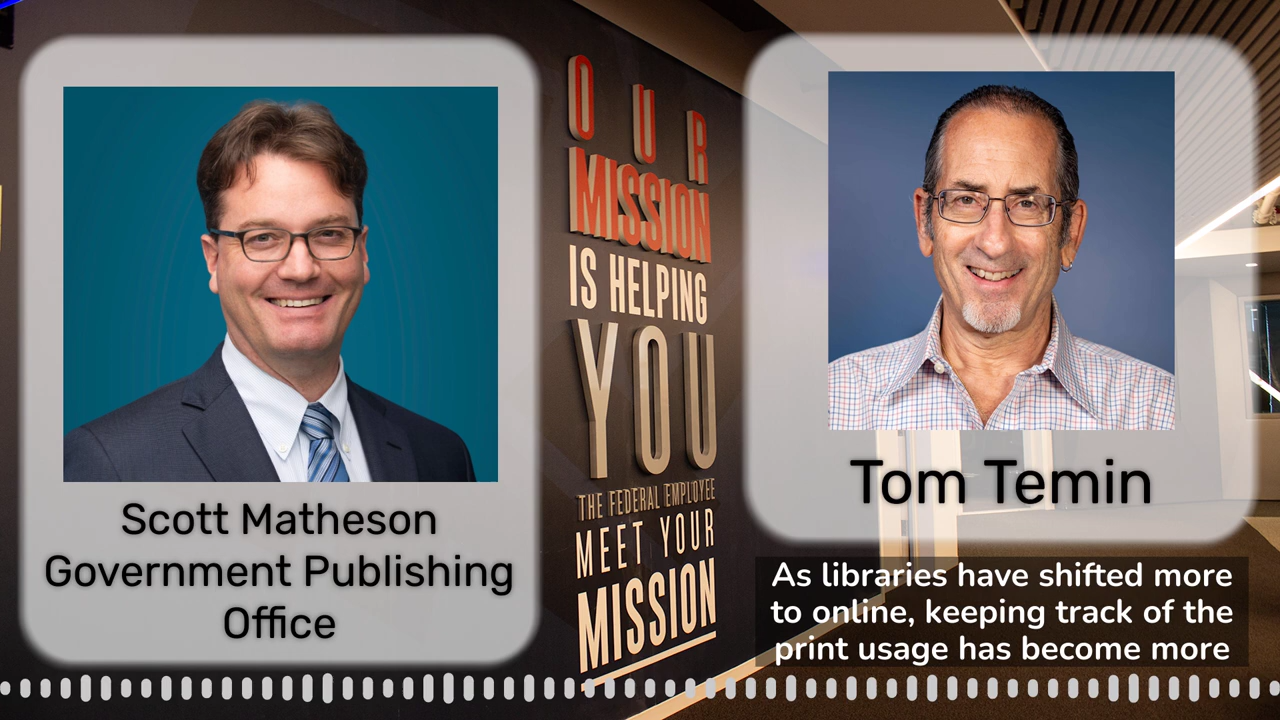 Scott Matheson
Government Publishing
Office
OUR
MISSION
IS HELPING
YOU
THE FEDERAL EMPLOYEE
MEET YOUR
MISSION
Tom Temin
As libraries have shifted more
to online, keeping track of the
print usage has become more